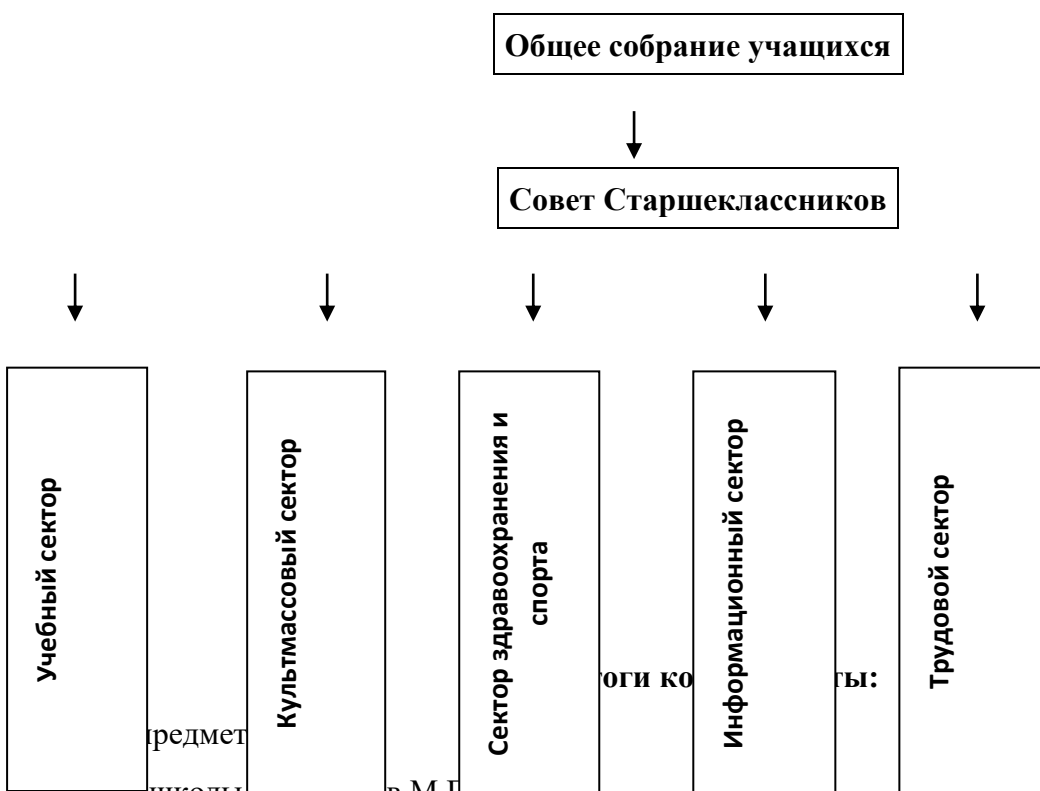 Общее собрание учащихся
Совет Старшеклассников
Учебный сектор
Культмассовый сектор
Сектор здравоохранения и
спорта
Информационный сектор
Трудовой сектор